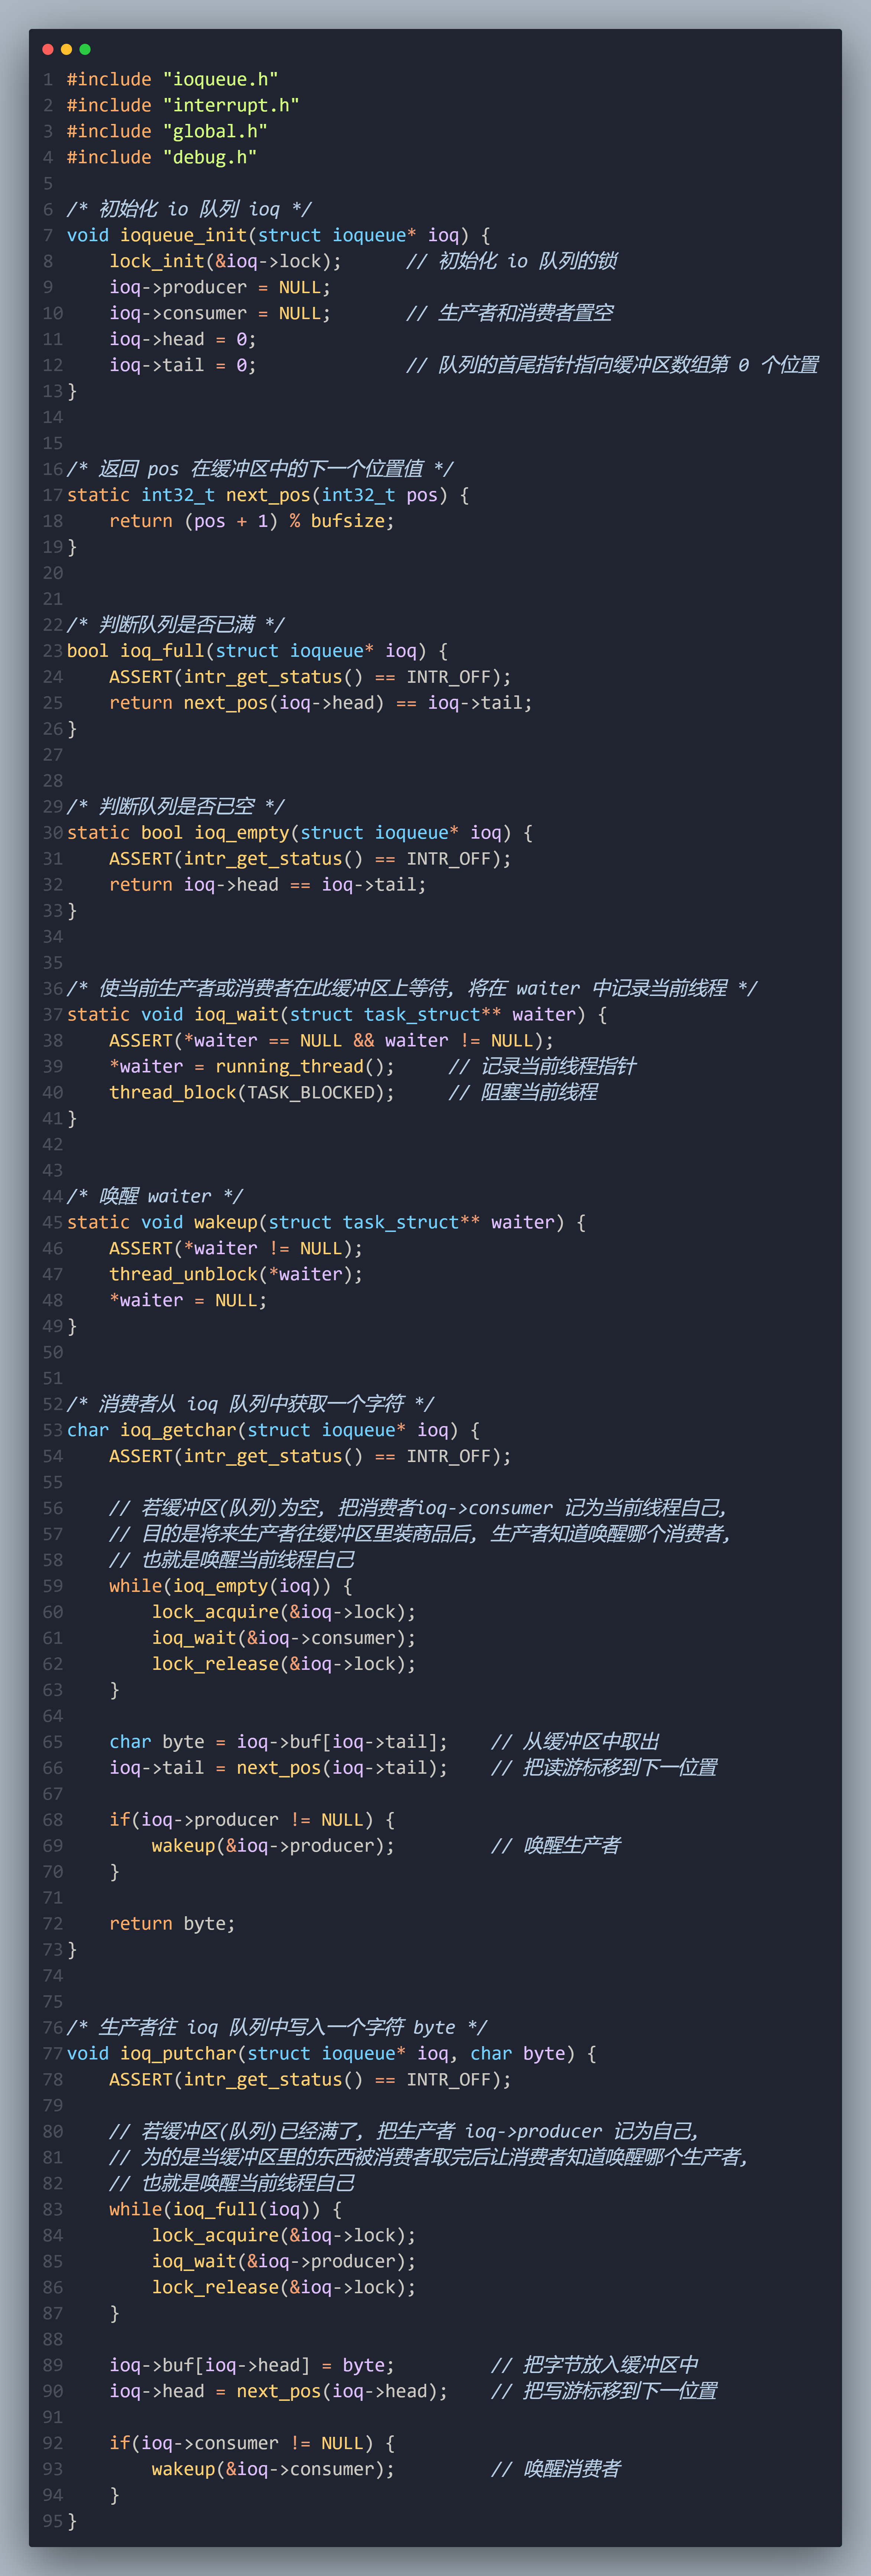 1 #include "ioqueue.h"
2 #include "interrupt.h"
3 #include "global.h"
4 #include "debug.h"
5
6 /* 初始化 io 队列 ioq */
7 void ioqueue_init(struct ioqueue* ioq) {
8     lock_init(&ioq->lock);      // 初始化 io 队列的锁
9     ioq->producer = NULL;
10     ioq->consumer = NULL;       // 生产者和消费者置空
11     ioq->head = 0;
12     ioq->tail = 0;              // 队列的首尾指针指向缓冲区数组第 0 个位置
13 }
14
15
16 /* 返回 pos 在缓冲区中的下一个位置值 */
17 static int32_t next_pos(int32_t pos) {
18     return (pos + 1) % bufsize;
19 }
20
21
22 /* 判断队列是否已满 */
23 bool ioq_full(struct ioqueue* ioq) {
24     ASSERT(intr_get_status() == INTR_OFF);
25     return next_pos(ioq->head) == ioq->tail;
26 }
27
28
29 /* 判断队列是否已空 */
30 static bool ioq_empty(struct ioqueue* ioq) {
31     ASSERT(intr_get_status() == INTR_OFF);
32     return ioq->head == ioq->tail;
33 }
34
35
36 /* 使当前生产者或消费者在此缓冲区上等待, 将在 waiter 中记录当前线程 */
37 static void ioq_wait(struct task_struct** waiter) {
38     ASSERT(*waiter == NULL && waiter != NULL);
39     *waiter = running_thread();     // 记录当前线程指针
40     thread_block(TASK_BLOCKED);     // 阻塞当前线程
41 }
42
43
44 /* 唤醒 waiter */
45 static void wakeup(struct task_struct** waiter) {
46     ASSERT(*waiter != NULL);
47     thread_unblock(*waiter);
48     *waiter = NULL;
49 }
50
51
52 /* 消费者从 ioq 队列中获取一个字符 */
53 char ioq_getchar(struct ioqueue* ioq) {
54     ASSERT(intr_get_status() == INTR_OFF);
55
56     // 若缓冲区(队列)为空, 把消费者ioq->consumer 记为当前线程自己,
57     // 目的是将来生产者往缓冲区里装商品后, 生产者知道唤醒哪个消费者,
58     // 也就是唤醒当前线程自己
59     while(ioq_empty(ioq)) {
60         lock_acquire(&ioq->lock);
61         ioq_wait(&ioq->consumer);
62         lock_release(&ioq->lock);
63     }
64
65     char byte = ioq->buf[ioq->tail];    // 从缓冲区中取出
66     ioq->tail = next_pos(ioq->tail);    // 把读游标移到下一位置
67
68     if(ioq->producer != NULL) {
69         wakeup(&ioq->producer);         // 唤醒生产者
70     }
71
72     return byte;
73 }
74
75
76 /* 生产者往 ioq 队列中写入一个字符 byte */
77 void ioq_putchar(struct ioqueue* ioq, char byte) {
78     ASSERT(intr_get_status() == INTR_OFF);
79
80     // 若缓冲区(队列)已经满了, 把生产者 ioq->producer 记为自己,
81     // 为的是当缓冲区里的东西被消费者取完后让消费者知道唤醒哪个生产者,
82     // 也就是唤醒当前线程自己
83     while(ioq_full(ioq)) {
84         lock_acquire(&ioq->lock);
85         ioq_wait(&ioq->producer);
86         lock_release(&ioq->lock);
87     }
88
89     ioq->buf[ioq->head] = byte;         // 把字节放入缓冲区中
90     ioq->head = next_pos(ioq->head);    // 把写游标移到下一位置
91
92     if(ioq->consumer != NULL) {
93         wakeup(&ioq->consumer);         // 唤醒消费者
94     }
95 }